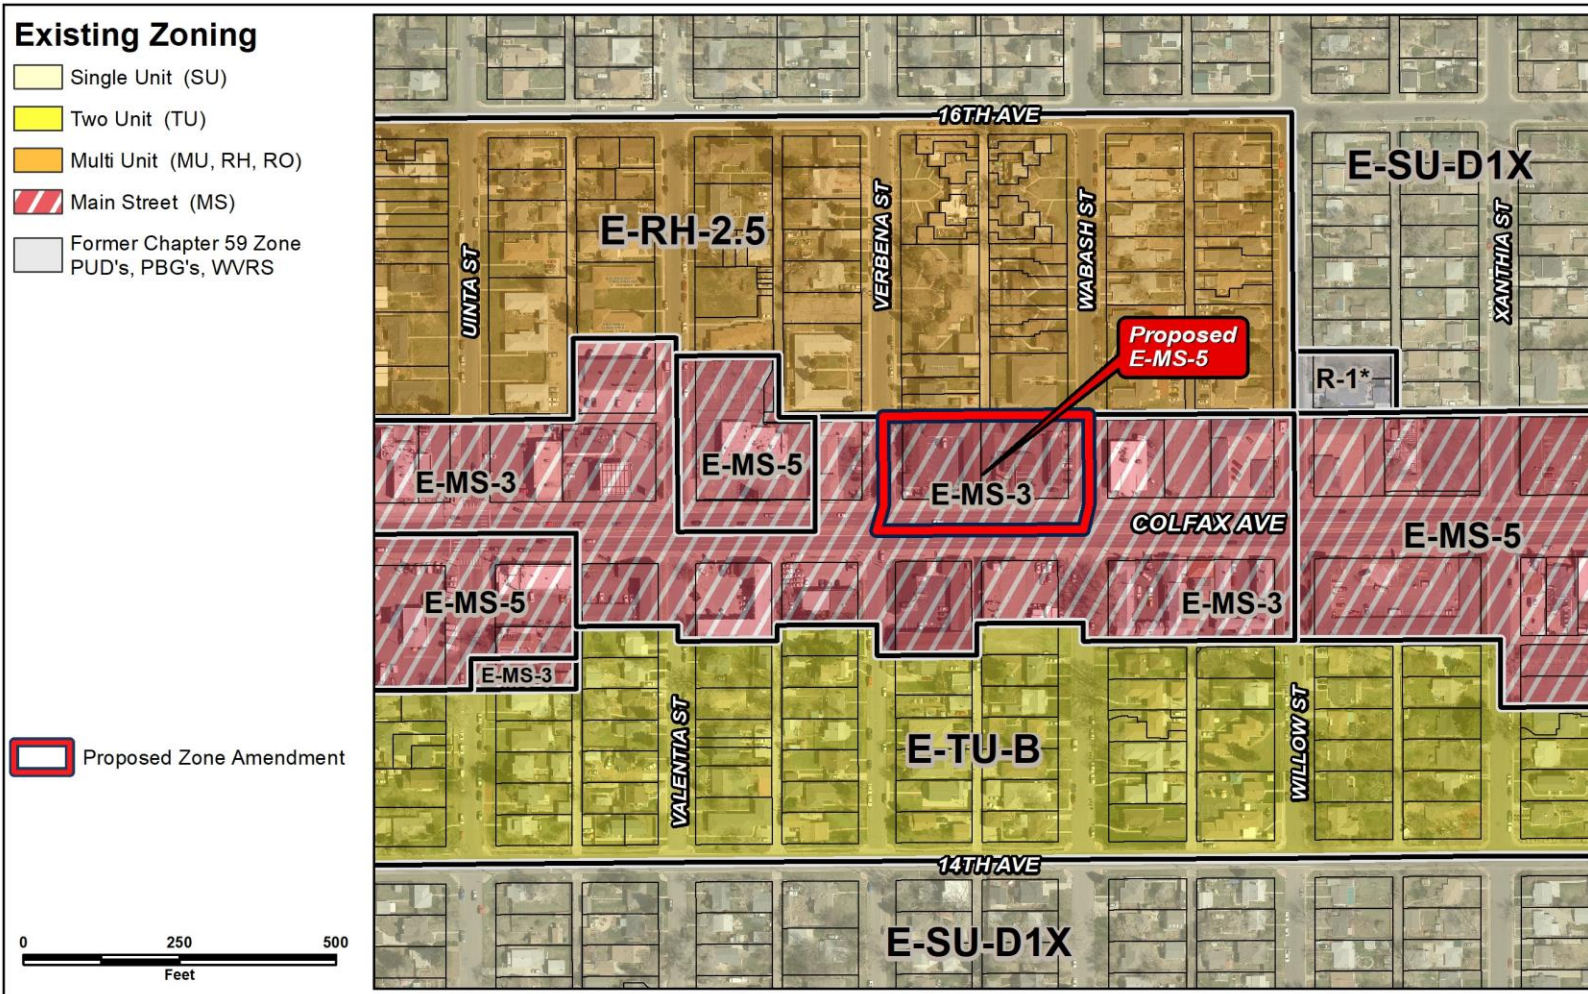 Existing Zoning
Single Unit (SU)
Two Unit (TU)
Multi Unit (MU, RH, RO)
Main Street (MS)
Former Chapter 59 Zone
PUD's, PBG's, WVRS
Proposed Zone Amendment
0 250 500
Feet
16TH AVE
E-SU-D1X
E-RH-2.5
UINTA ST
VERBENA ST
WABASH ST
XANTHIA ST
Proposed
E-MS-5
R-1*
E-MS-3
E-MS-5
E-MS-3
COLFAX AVE
E-MS-5
E-MS-5
E-MS-3
E-MS-3
VALENTIA ST
E-TU-B
WILLOW ST
14TH AVE
E-SU-D1X